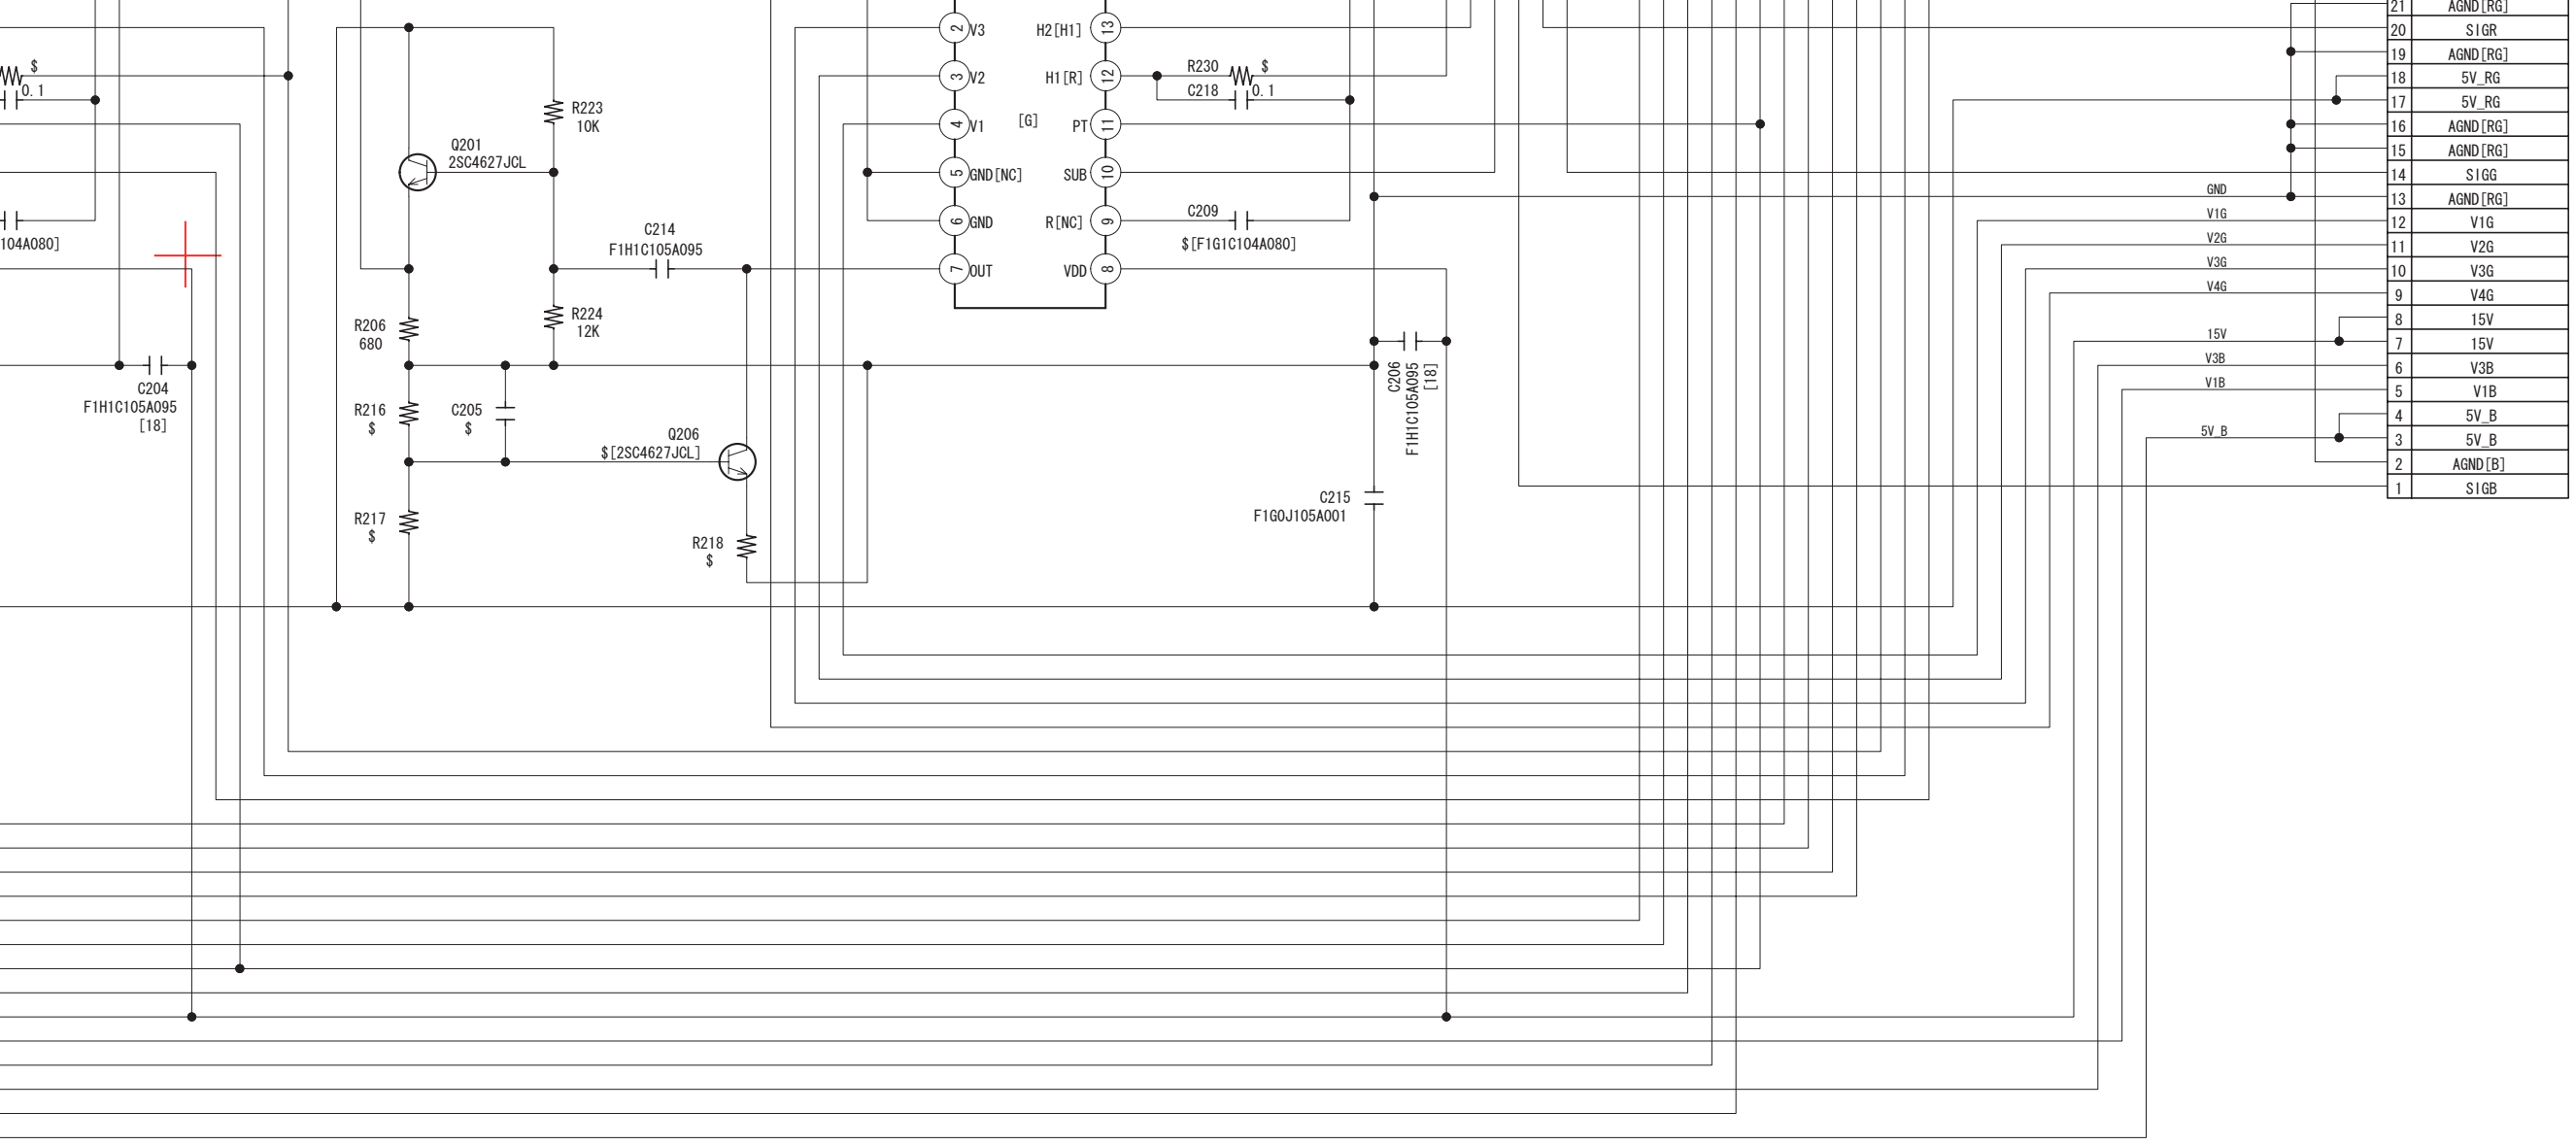 $
0.1
104A080]
C204
F1H1C105A095
[18]
Q201
2SC4627JCL
R223
10K
R206
680
R224
12K
C214
F1H1C105A095
R216
$
C205
$
Q206
$[2SC4627JCL]
R217
$
R218
$
2 V3
3 V2
4 V1
5 GND[NC]
6 GND
7 OUT
[G]
H2[H1] 13
H1[R] 12
PT 11
SUB 10
R[NC] 9
VDD 8
R230 $
C218 0.1
C209
$[F1G1C104A080]
C206
F1H1C105A095
[18]
C215
F1G0J105A001
GND
V1G
V2G
V3G
V4G
15V
V3B
V1B
5V_B
21 AGND[RG]
20 SIGR
19 AGND[RG]
18 5V_RG
17 5V_RG
16 AGND[RG]
15 AGND[RG]
14 SIGG
13 AGND[RG]
12 V1G
11 V2G
10 V3G
9 V4G
8 15V
7 15V
6 V3B
5 V1B
4 5V_B
3 5V_B
2 AGND[B]
1 SIGB